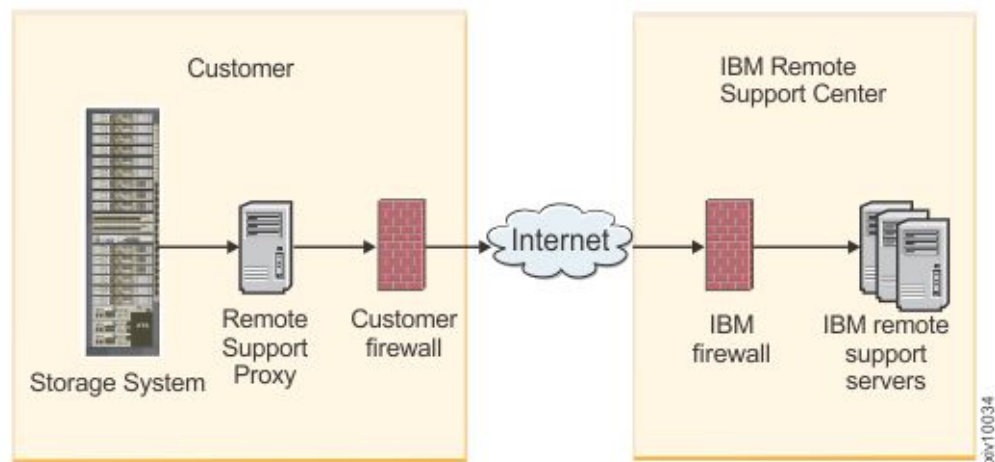 Customer
IBM Remote
Support Center
Storage System
Remote
Support
Proxy
Customer
firewall
Internet
IBM
firewall
IBM remote
support
servers
xiv10034